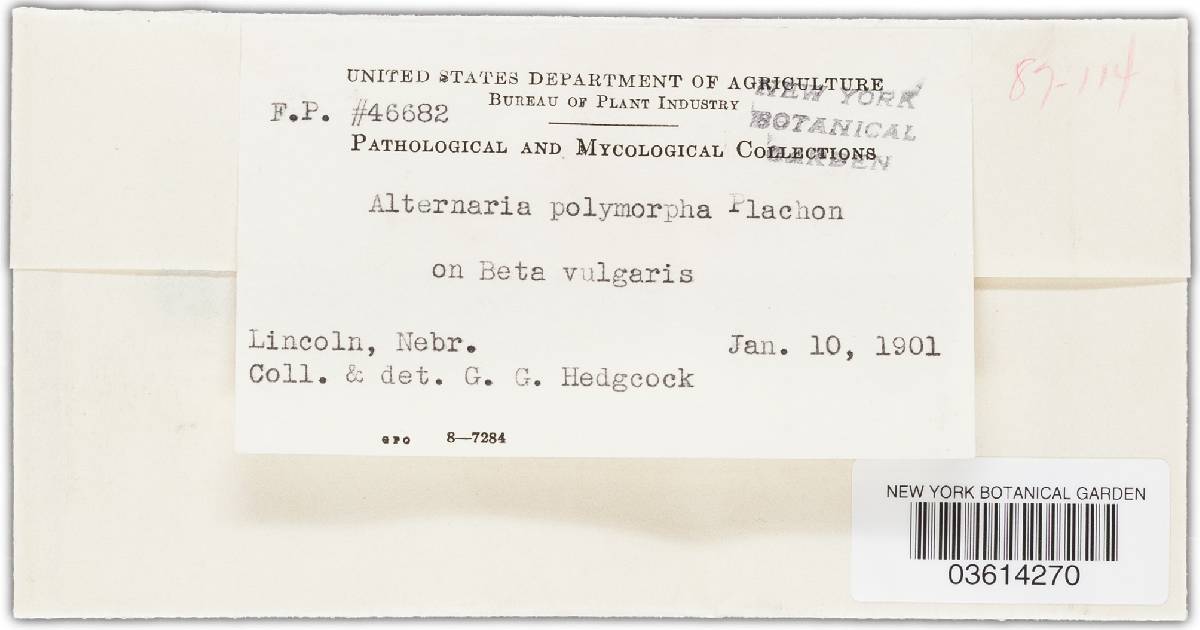 87-114
UNITED STATES DEPARTMENT OF AGRICULTURE
BUREAU OF PLANT INDUSTRY
F.P. #46682
NEW YORK
BOTANICAL
GARDEN
PATHOLOGICAL AND MYCOLOGICAL COLLECTIONS
Alternaria polymorpha Plachon
on Beta vulgaris
Lincoln, Nebr. Jan. 10, 1901
Coll. & det. G. G. Hedgcock
GPO 8—7284
NEW YORK BOTANICAL GARDEN
03614270